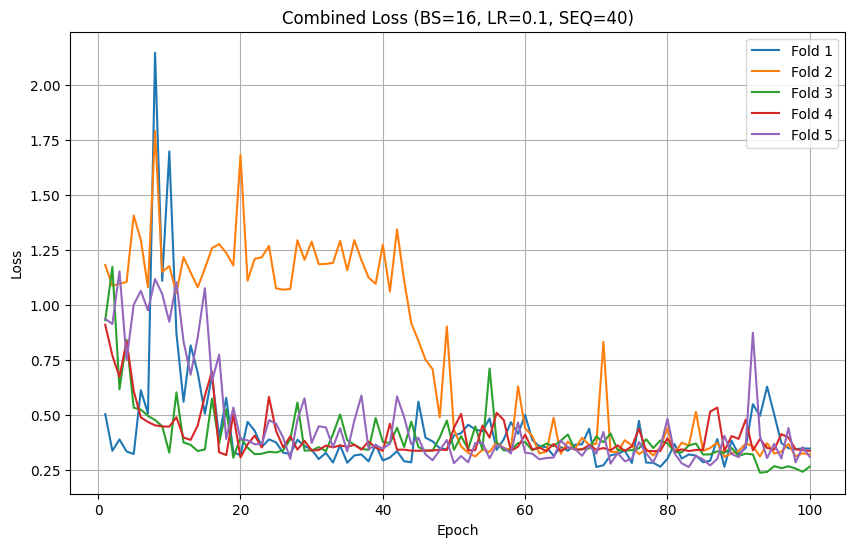 Combined Loss (BS=16, LR=0.1, SEQ=40)
Fold 1
Fold 2
Fold 3
Fold 4
Fold 5
Loss
2.00
1.75
1.50
1.25
1.00
0.75
0.50
0.25
0
20
40
60
80
100
Epoch